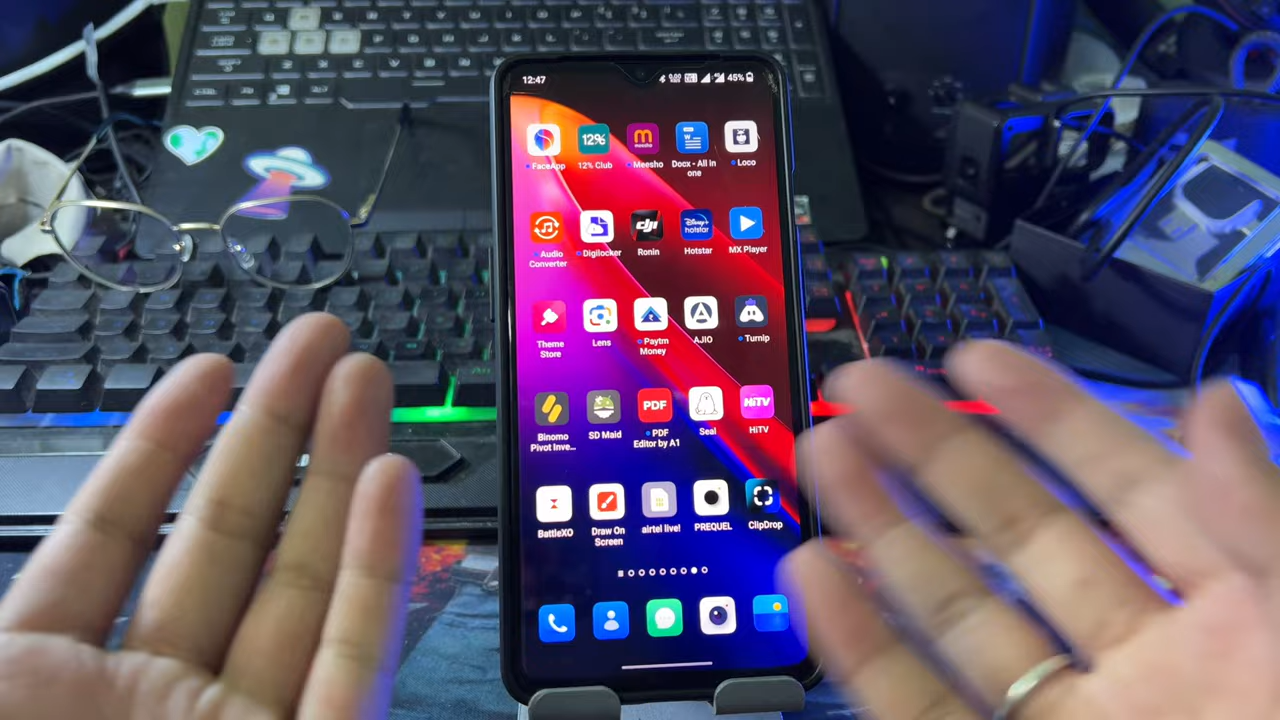 12:47
45%
FaceApp
12%
12% Club
meesho
Meesho
Docx - All in
one
Loco
Audio
Converter
Digilocker
dji
Ronin
Disney+
hotstar
Hotstar
MX Player
Theme
Store
Lens
Paytm
Money
AJIO
Turnip
Binomo
Pivot Inve...
SD Maid
PDF
PDF
Editor by A1
Seal
HiTV
HiTV
BattleXO
Draw On
Screen
airtel live!
PREQUEL
ClipDrop